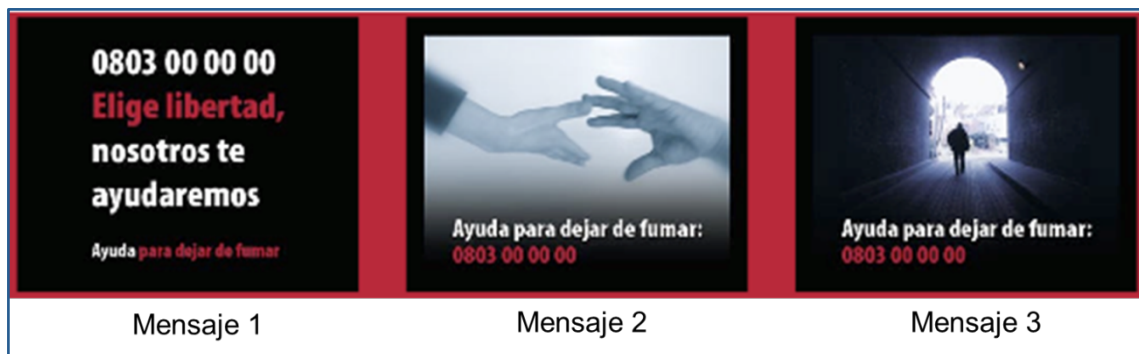 0803 00 00 00
Elige libertad,
nosotros te
ayudaremos
Ayuda para dejar de fumar
Mensaje 1
Ayuda para dejar de fumar:
0803 00 00 00
Mensaje 2
Ayuda para dejar de fumar:
0803 00 00 00
Mensaje 3